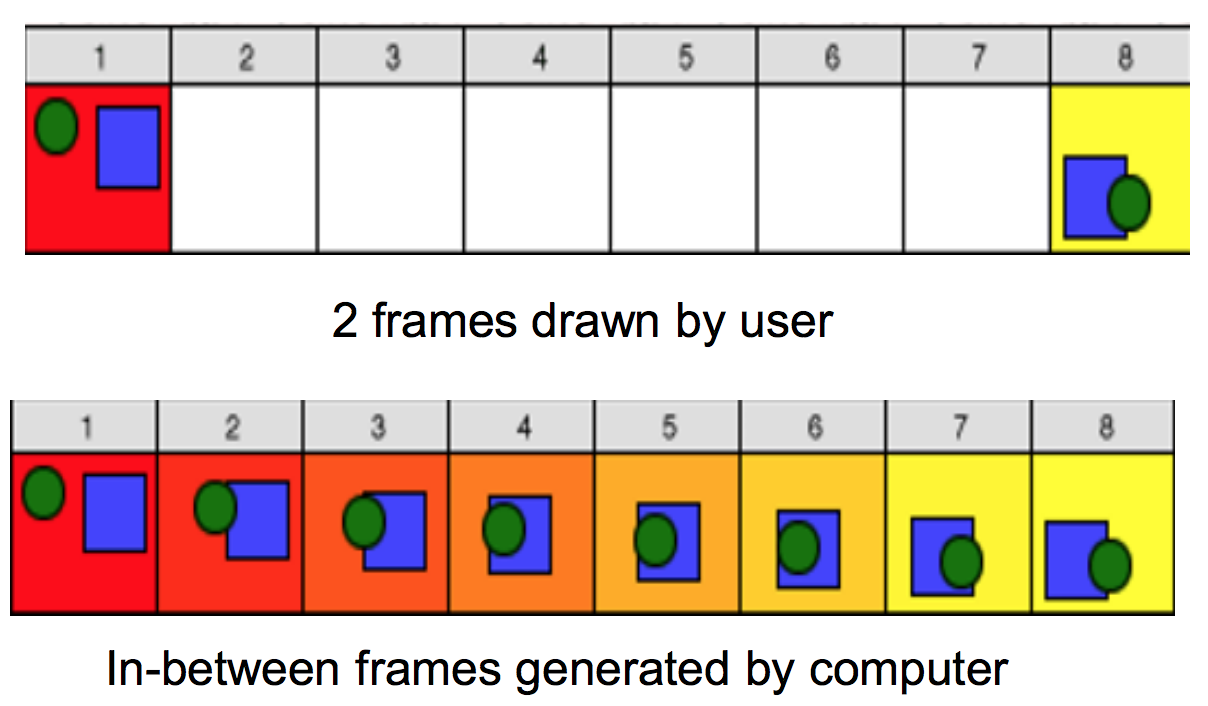 1 2 3 4 5 6 7 8
2 frames drawn by user
1 2 3 4 5 6 7 8
In-between frames generated by computer